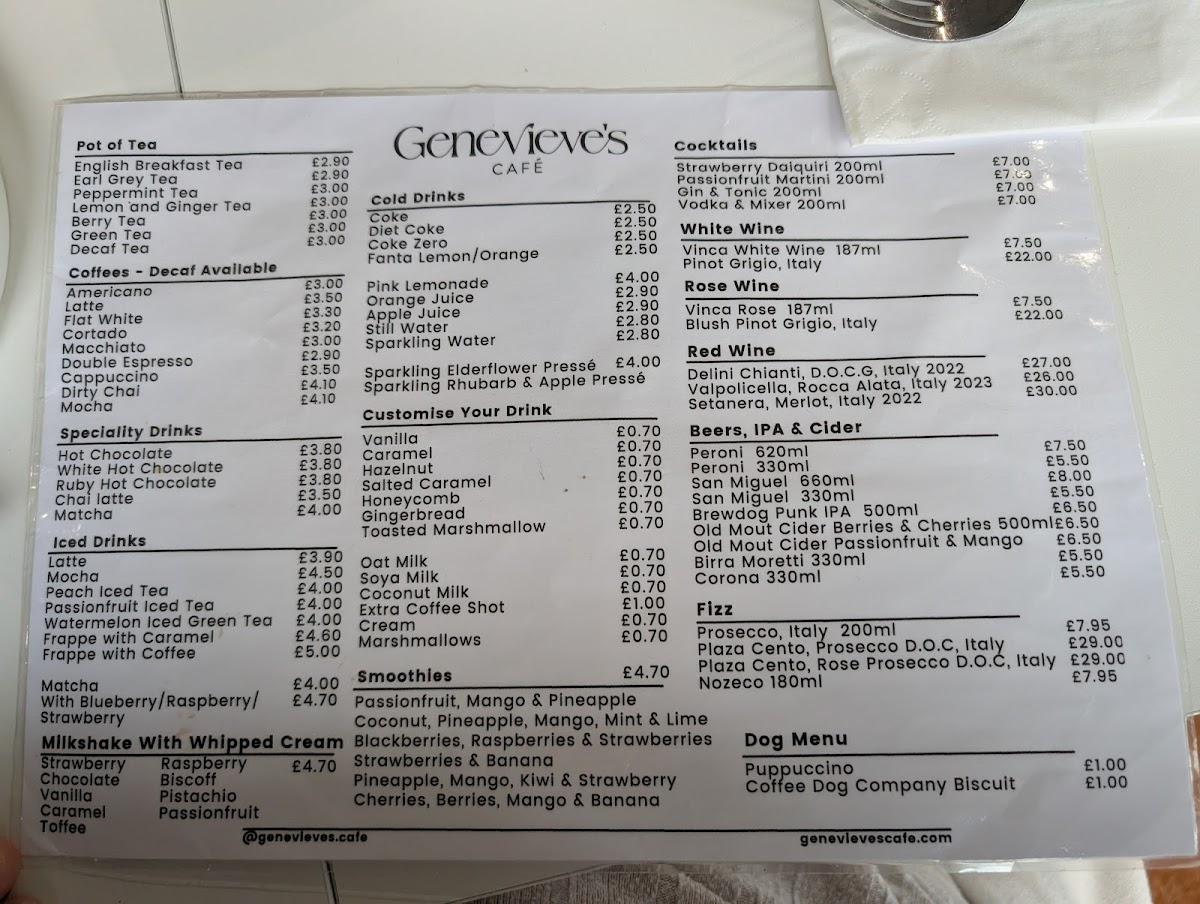 Genevieve's
CAFÉ
Pot of Tea
English Breakfast Tea £2.90
Earl Grey Tea £2.90
Peppermint Tea £3.00
Lemon and Ginger Tea £3.00
Berry Tea £3.00
Green Tea £3.00
Decaf Tea £3.00
Coffees - Decaf Available
Americano £3.00
Latte £3.50
Flat White £3.30
Cortado £3.20
Macchiato £3.00
Double Espresso £2.90
Cappuccino £3.50
Dirty Chai £4.10
Mocha £4.10
Speciality Drinks
Hot Chocolate £3.80
White Hot Chocolate £3.80
Ruby Hot Chocolate £3.80
Chai latte £3.50
Matcha £4.00
Iced Drinks
Latte £3.90
Mocha £4.50
Peach Iced Tea £4.00
Passionfruit Iced Tea £4.00
Watermelon Iced Green Tea £4.00
Frappe with Caramel £4.60
Frappe with Coffee £5.00
Matcha £4.00
With Blueberry/Raspberry/ £4.70
Strawberry
Milkshake With Whipped Cream
Strawberry Raspberry £4.70
Chocolate Biscoff
Vanilla Pistachio
Caramel Passionfruit
Toffee
Cold Drinks
Coke £2.50
Diet Coke £2.50
Coke Zero £2.50
Fanta Lemon/Orange £2.50
Pink Lemonade £4.00
Orange Juice £2.90
Apple Juice £2.90
Still Water £2.80
Sparkling Water £2.80
Sparkling Elderflower Pressé £4.00
Sparkling Rhubarb & Apple Pressé
Customise Your Drink
Vanilla £0.70
Caramel £0.70
Hazelnut £0.70
Salted Caramel £0.70
Honeycomb £0.70
Gingerbread £0.70
Toasted Marshmallow £0.70
Oat Milk £0.70
Soya Milk £0.70
Coconut Milk £0.70
Extra Coffee Shot £1.00
Cream £0.70
Marshmallows £0.70
Smoothies £4.70
Passionfruit, Mango & Pineapple
Coconut, Pineapple, Mango, Mint & Lime
Blackberries, Raspberries & Strawberries
Strawberries & Banana
Pineapple, Mango, Kiwi & Strawberry
Cherries, Berries, Mango & Banana
Cocktails
Strawberry Daiquiri 200ml £7.00
Passionfruit Martini 200ml £7.00
Gin & Tonic 200ml £7.00
Vodka & Mixer 200ml £7.00
White Wine
Vinca White Wine 187ml £7.50
Pinot Grigio, Italy £22.00
Rose Wine
Vinca Rose 187ml £7.50
Blush Pinot Grigio, Italy £22.00
Red Wine
Delini Chianti, D.O.C.G, Italy 2022 £27.00
Valpolicella, Rocca Alata, Italy 2023 £26.00
Setanera, Merlot, Italy 2022 £30.00
Beers, IPA & Cider
Peroni 620ml £7.50
Peroni 330ml £5.50
San Miguel 660ml £8.00
San Miguel 330ml £5.50
Brewdog Punk IPA 500ml £6.50
Old Mout Cider Berries & Cherries 500ml £6.50
Old Mout Cider Passionfruit & Mango £6.50
Birra Moretti 330ml £5.50
Corona 330ml £5.50
Fizz
Prosecco, Italy 200ml £7.95
Plaza Cento, Prosecco D.O.C, Italy £29.00
Plaza Cento, Rose Prosecco D.O.C, Italy £29.00
Nozeco 180ml £7.95
Dog Menu
Puppuccino £1.00
Coffee Dog Company Biscuit £1.00
@genevieves.cafe
genevievescafe.com